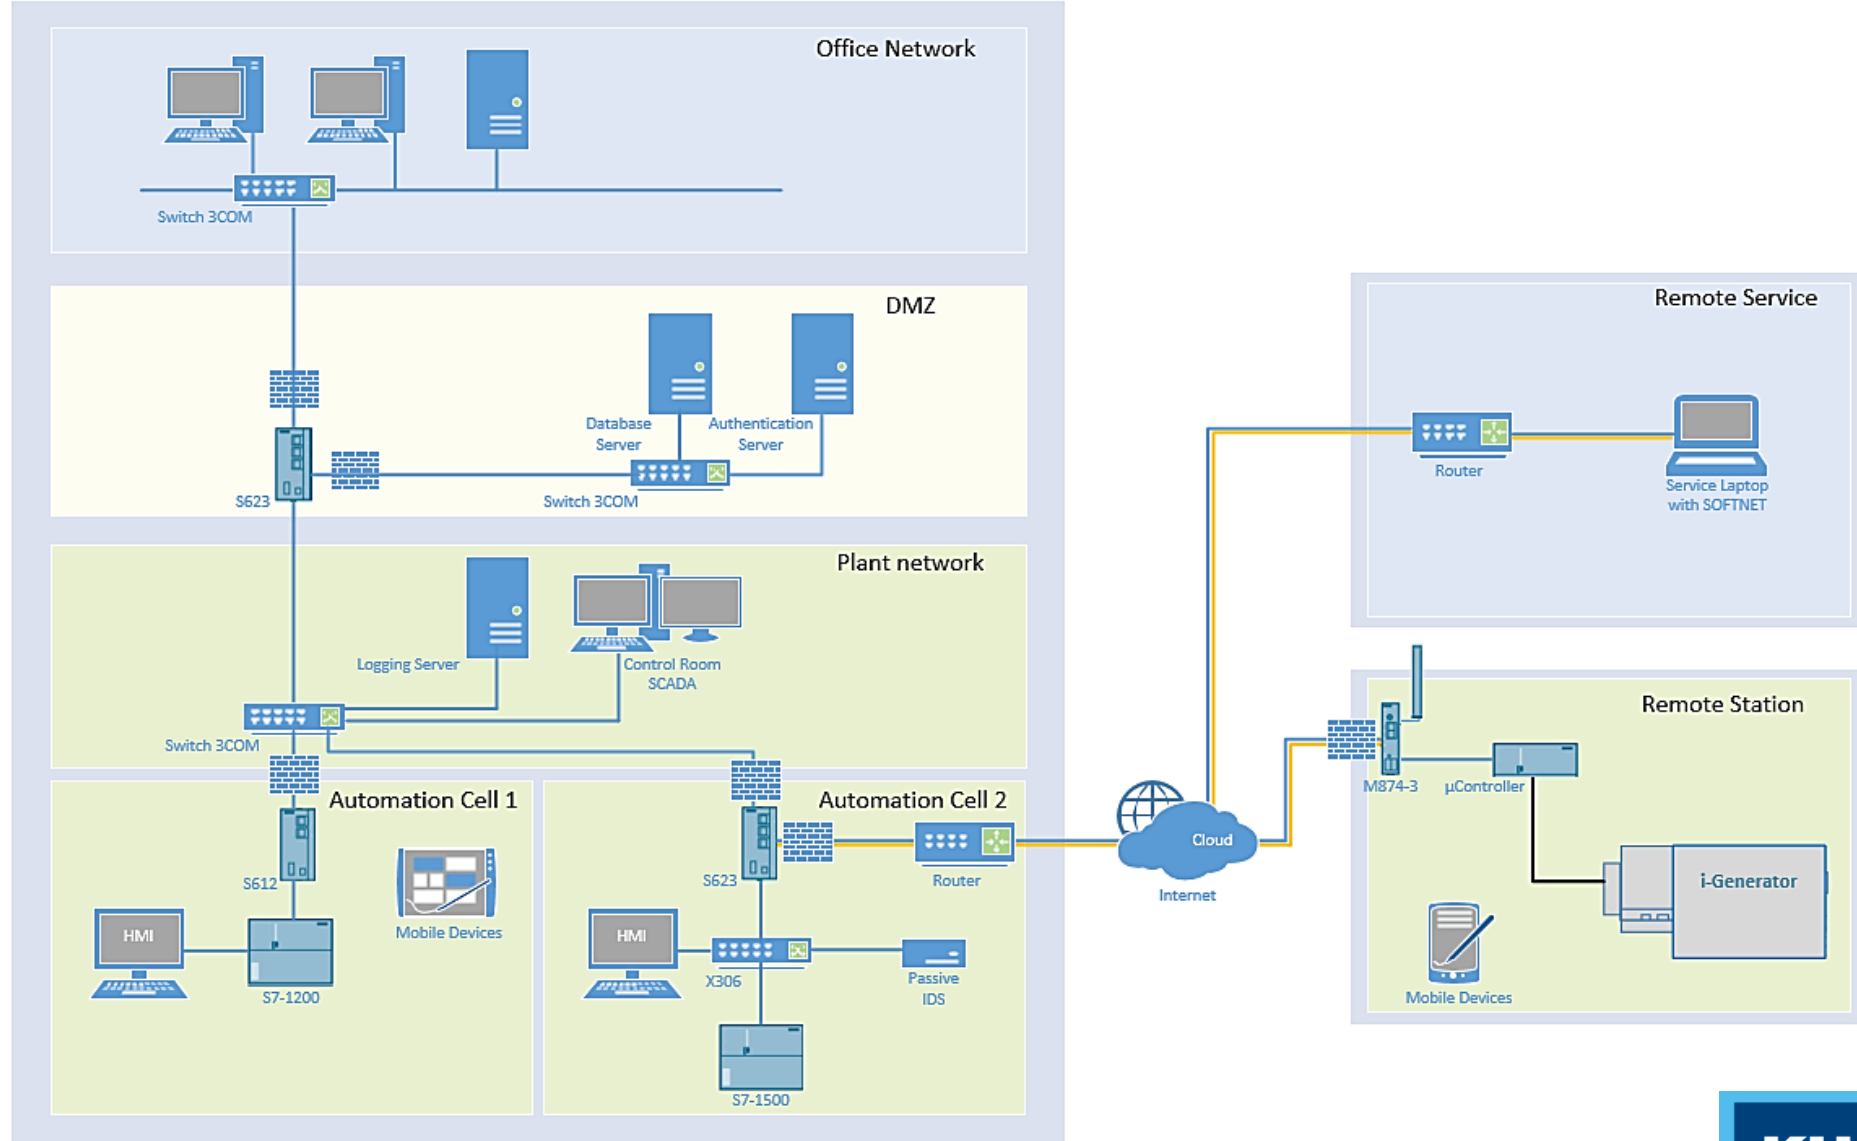 Office Network
Switch 3COM
DMZ
Database
Server
Authentication
Server
S623
Switch 3COM
Plant network
Logging Server
Control Room
SCADA
Switch 3COM
Automation Cell 1
S612
Mobile Devices
HMI
S7-1200
Automation Cell 2
S623
Router
HMI
X306
Passive
IDS
S7-1500
Cloud
Internet
Remote Service
Router
Service Laptop
with SOFTNET
Remote Station
M874-3
µController
i-Generator
Mobile Devices